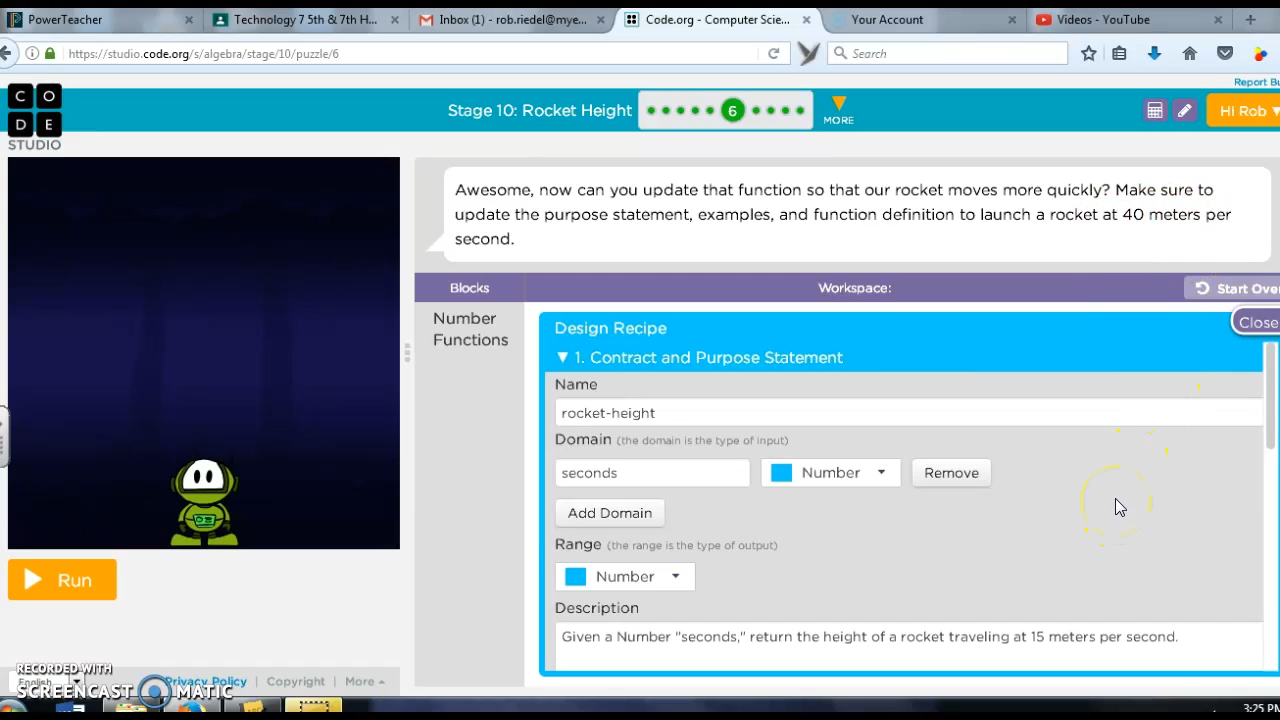 PowerTeacher
Technology 7 5th & 7th H...
Inbox (1) - rob.riedel@mye...
Code.org - Computer Scie...
Your Account
Videos - YouTube
https://studio.code.org/s/algebra/stage/10/puzzle/6
Search
Report Bu
C O
D E
STUDIO
Stage 10: Rocket Height
6
MORE
Hi Rob
Awesome, now can you update that function so that our rocket moves more quickly? Make sure to
update the purpose statement, examples, and function definition to launch a rocket at 40 meters per
second.
Blocks
Workspace:
Start Over
Number
Functions
Design Recipe
Close
1. Contract and Purpose Statement
Name
rocket-height
Domain (the domain is the type of input)
seconds
Number
Remove
Add Domain
Range (the range is the type of output)
Number
Description
Given a Number "seconds," return the height of a rocket traveling at 15 meters per second.
Run
RECORDED WITH
SCREENCAST MATIC
English
Privacy Policy
Copyright
More
3:25 PM